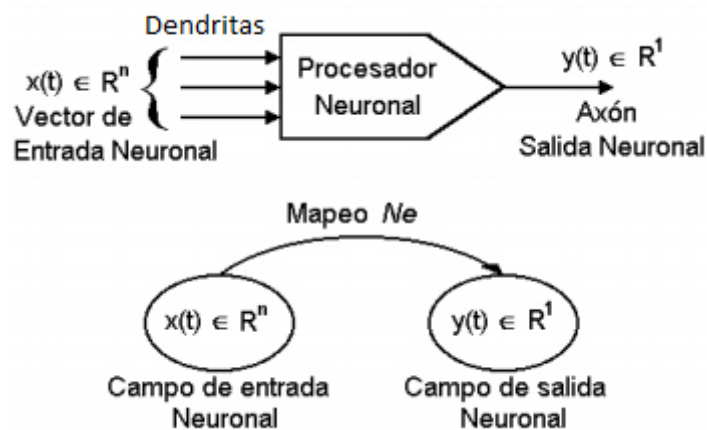 Dendritas
x(t) ∈ Rⁿ
Vector de
Entrada Neuronal
Procesador
Neuronal
y(t) ∈ R¹
Axón
Salida Neuronal
Mapeo Ne
x(t) ∈ Rⁿ
y(t) ∈ R¹
Campo de entrada
Neuronal
Campo de salida
Neuronal